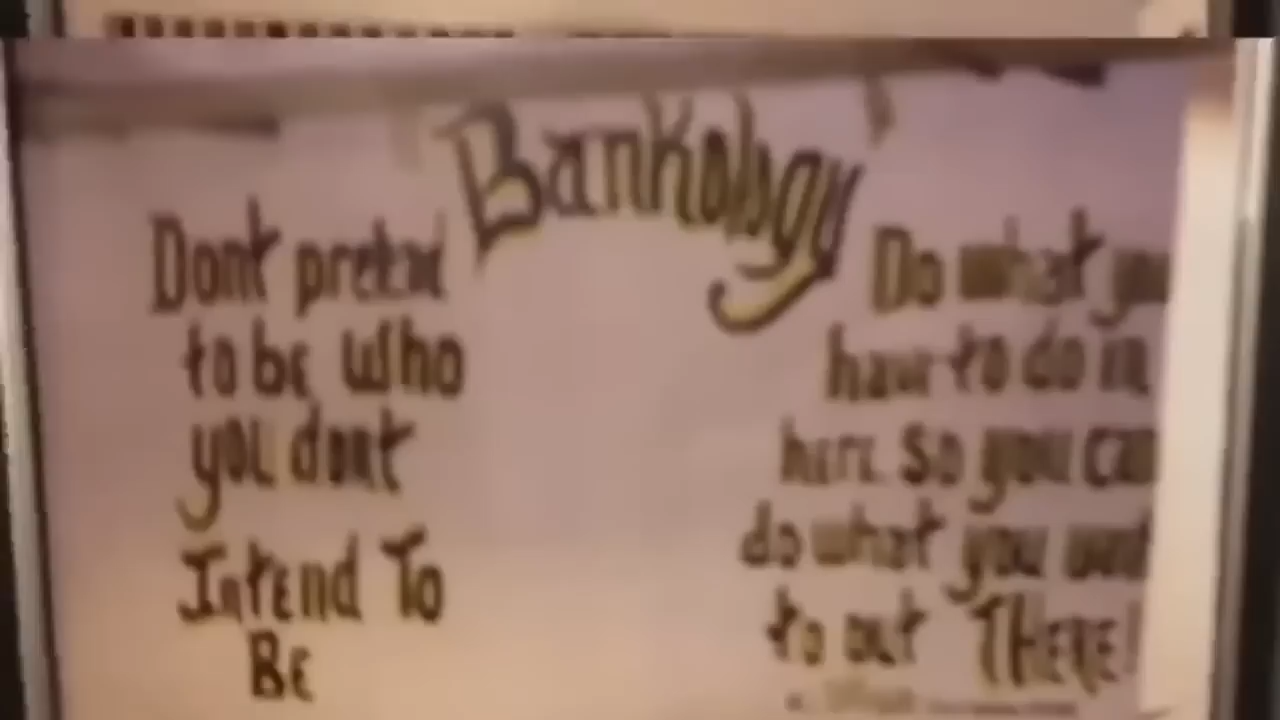 Bankology
Dont pretend
to be who
you dont
Intend To
BE
Do what you
have to do in
here so you can
do what you want
to out THERE!